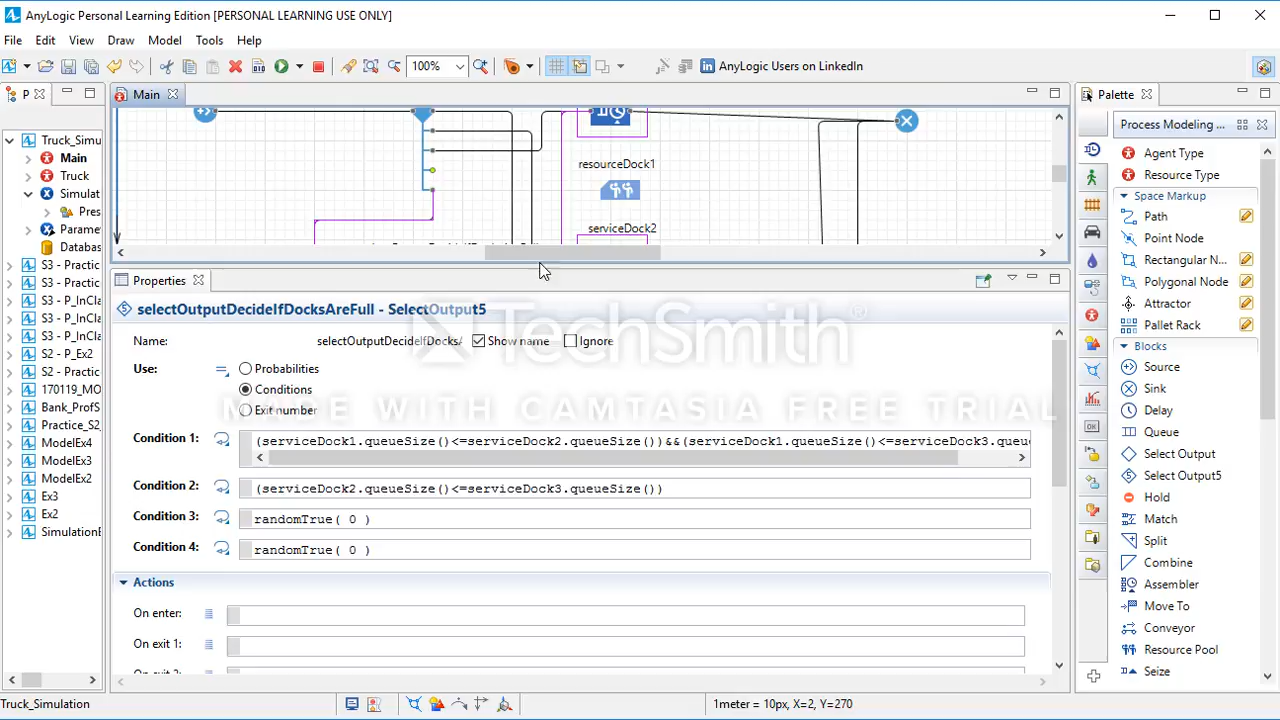 AnyLogic Personal Learning Edition [PERSONAL LEARNING USE ONLY]
File Edit View Draw Model Tools Help
100% AnyLogic Users on LinkedIn
P Main Palette
Truck_Simu
Main
Truck
Simulat
Pres
Parame
Databas
S3 - Practic
S3 - Practic
S3 - P_InCla
S3 - P_InCla
S3 - P_InCla
S2 - P_Ex2
S2 - Practic
170119_MO
Bank_ProfS
Practice_S2
ModelEx4
ModelEx3
ModelEx2
Ex3
Ex2
SimulationE
resourceDock1
serviceDock2
Properties
selectOutputDecideIfDocksAreFull - SelectOutput5
Name: selectOutputDecideIfDocks Show name Ignore
Use: Probabilities
Conditions
Exit number
Condition 1: (serviceDock1.queueSize()<=serviceDock2.queueSize())&&(serviceDock1.queueSize()<=serviceDock3.queue
Condition 2: (serviceDock2.queueSize()<=serviceDock3.queueSize())
Condition 3: randomTrue( 0 )
Condition 4: randomTrue( 0 )
Actions
On enter:
On exit 1:
TechSmith®
MADE WITH CAMTASIA FREE TRIAL
Process Modeling ...
Agent Type
Resource Type
Space Markup
Path
Point Node
Rectangular N...
Polygonal Node
Attractor
Pallet Rack
Blocks
Source
Sink
Delay
Queue
Select Output
Select Output5
Hold
Match
Split
Combine
Assembler
Move To
Conveyor
Resource Pool
Seize
Truck_Simulation 1meter = 10px, X=2, Y=270